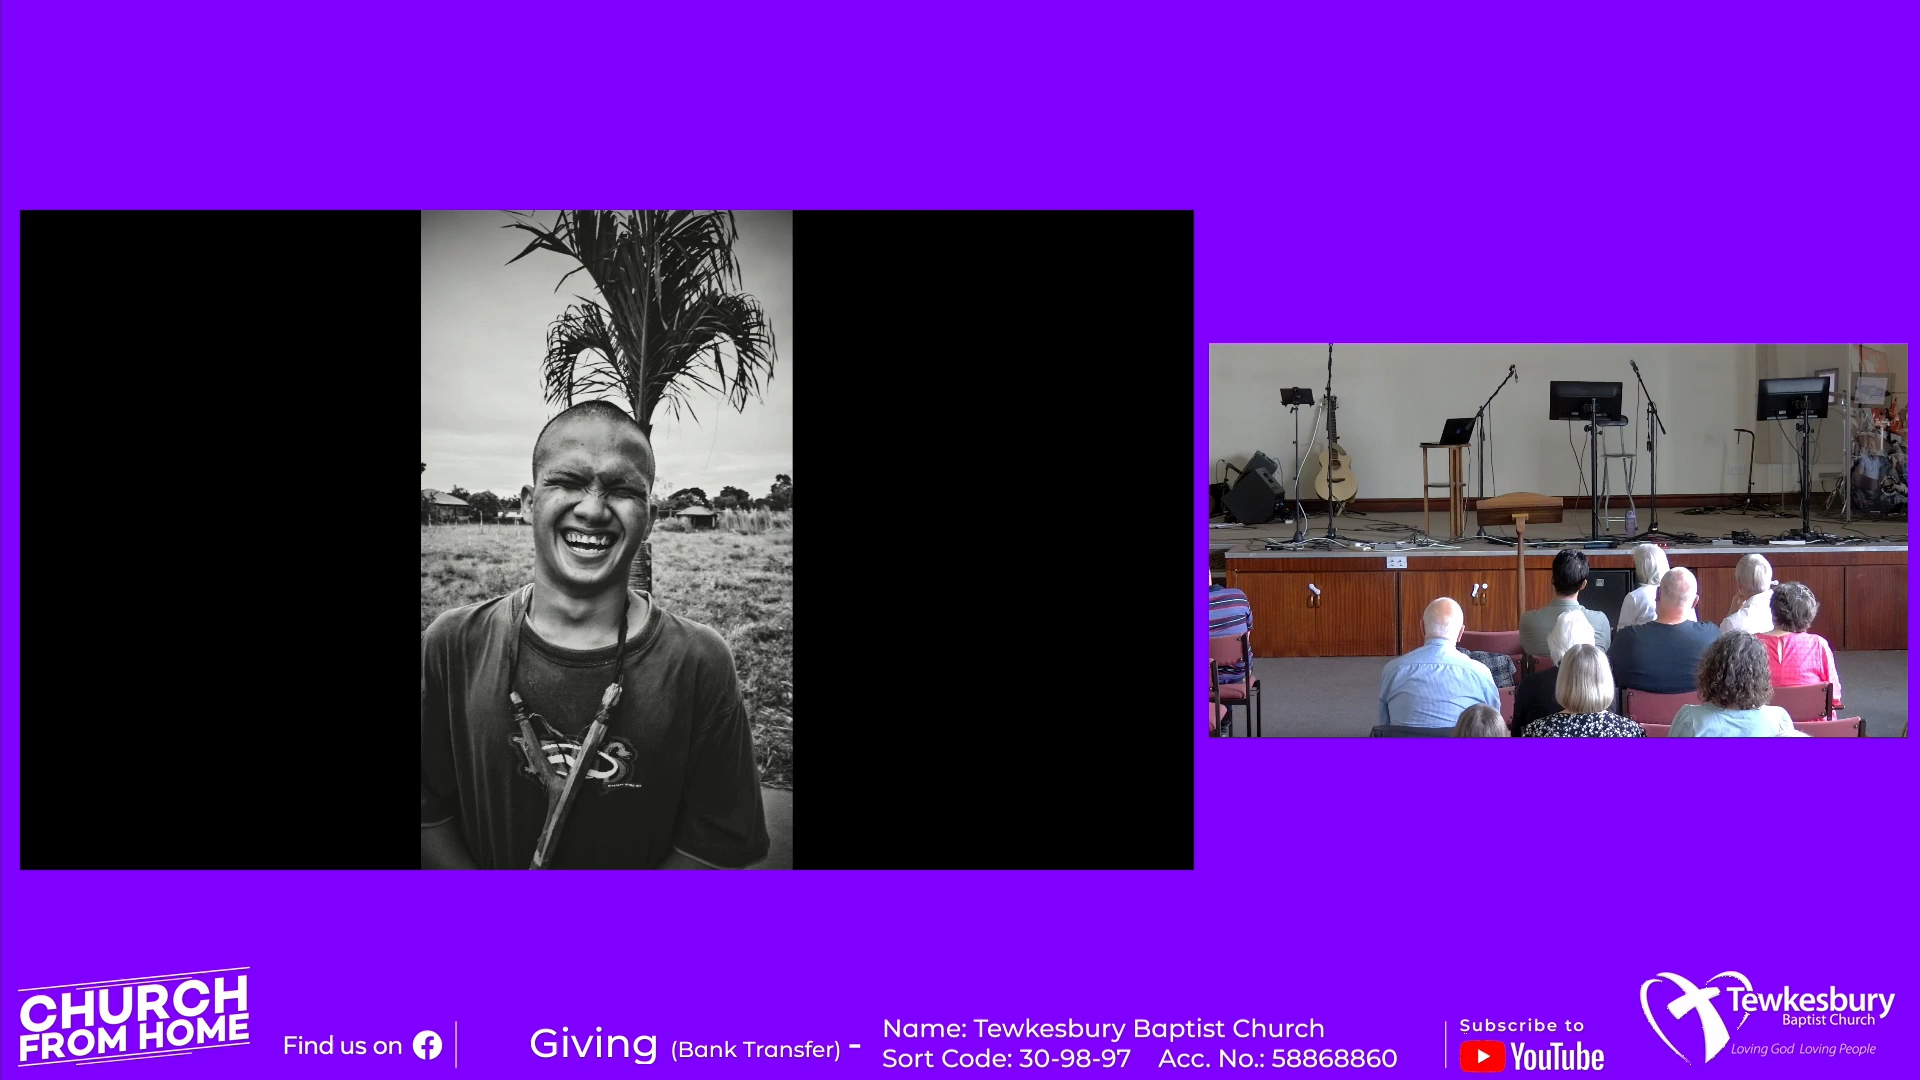 CHURCH
FROM HOME
Find us on
Giving (Bank Transfer) -
Name: Tewkesbury Baptist Church
Sort Code: 30-98-97 Acc. No.: 58868860
Subscribe to
YouTube
Tewkesbury
Baptist Church
Loving God Loving People